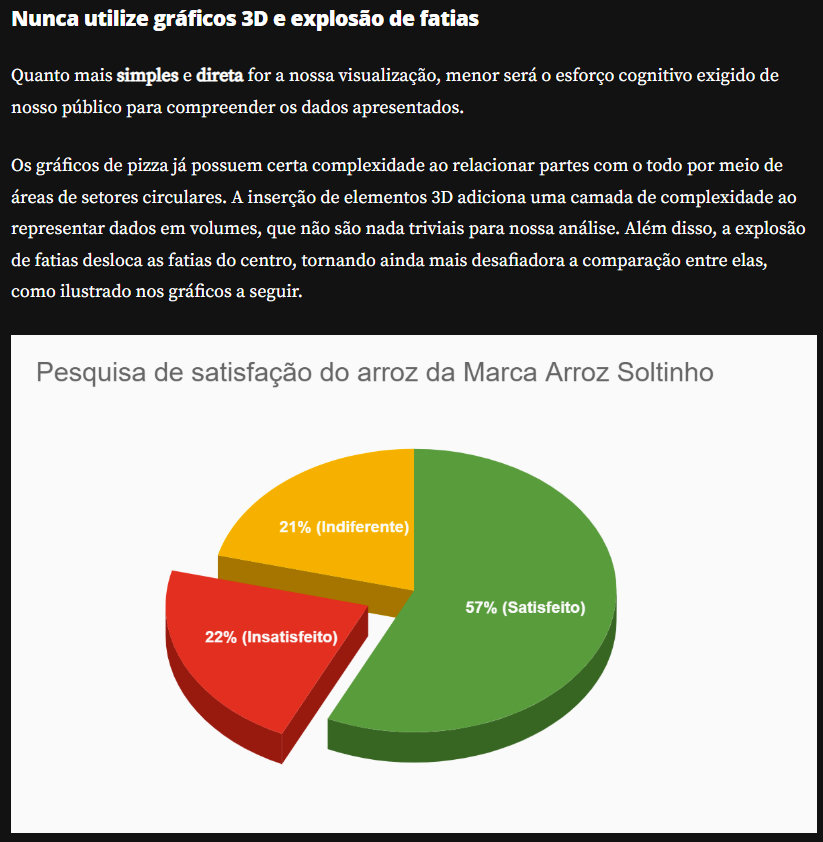 Nunca utilize gráficos 3D e explosão de fatias
Quanto mais simples e direta for a nossa visualização, menor será o esforço cognitivo exigido de
nosso público para compreender os dados apresentados.
Os gráficos de pizza já possuem certa complexidade ao relacionar partes com o todo por meio de
áreas de setores circulares. A inserção de elementos 3D adiciona uma camada de complexidade ao
representar dados em volumes, que não são nada triviais para nossa análise. Além disso, a explosão
de fatias desloca as fatias do centro, tornando ainda mais desafiadora a comparação entre elas,
como ilustrado nos gráficos a seguir.
Pesquisa de satisfação do arroz da Marca Arroz Soltinho
21% (Indiferente)
57% (Satisfeito)
22% (Insatisfeito)